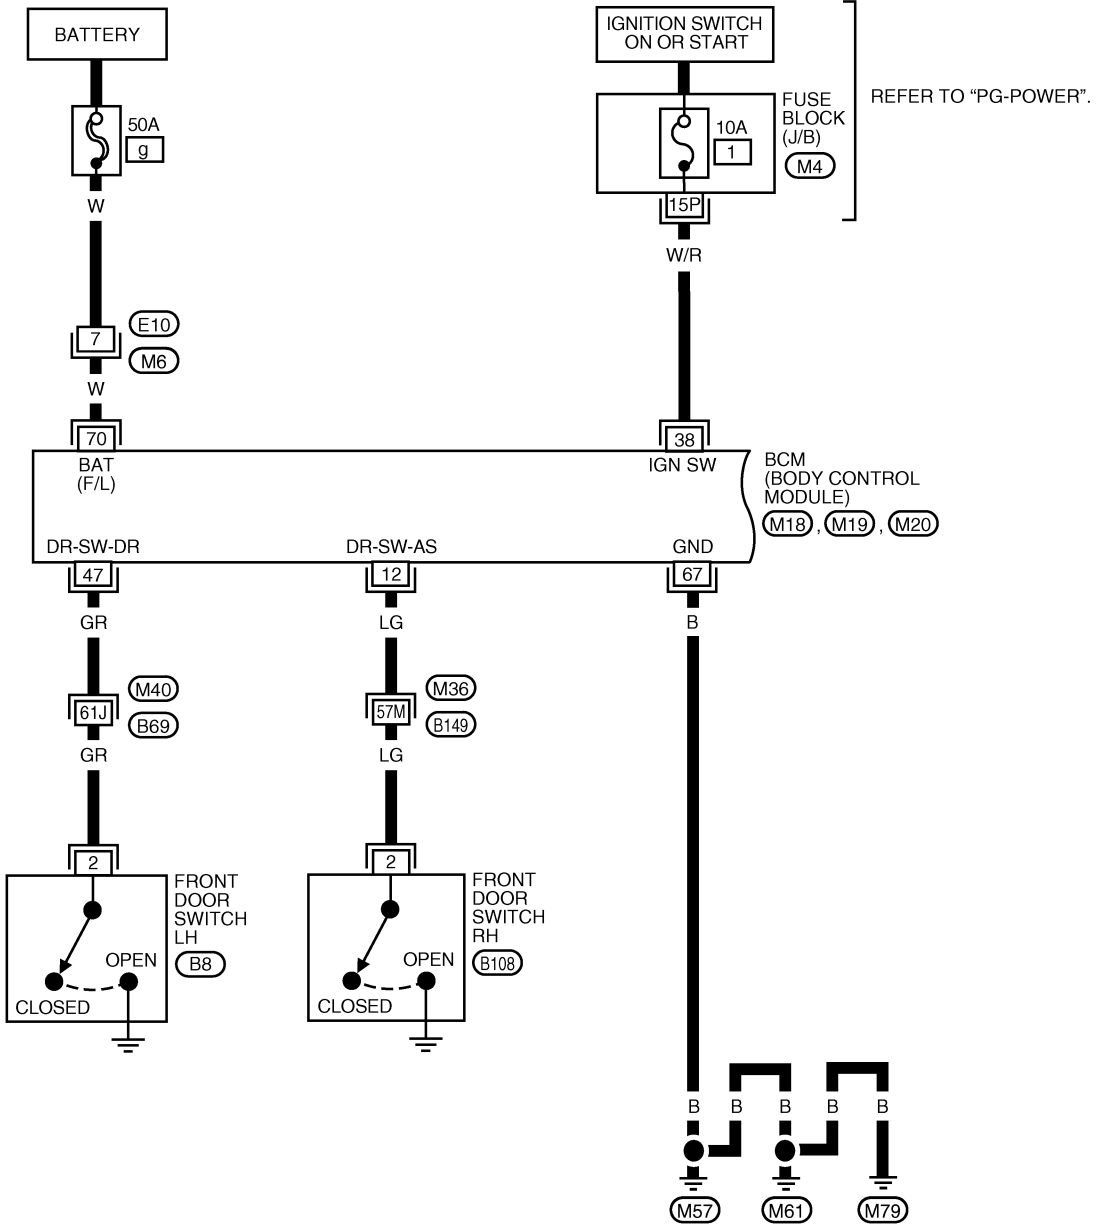 BATTERY
IGNITION SWITCH
ON OR START
REFER TO “PG-POWER”.
50A
g
10A
1
FUSE
BLOCK
(J/B)
M4
15P
W
W/R
7
E10
M6
W
70
38
BAT
(F/L)
IGN SW
BCM
(BODY CONTROL
MODULE)
M18 , M19 , M20
DR-SW-DR
DR-SW-AS
GND
47
12
67
GR
LG
B
61J
M40
B69
57M
M36
B149
GR
LG
2
2
FRONT
DOOR
SWITCH
LH
B8
FRONT
DOOR
SWITCH
RH
B108
OPEN
CLOSED
OPEN
CLOSED
B
B
B
B
B
M57
M61
M79